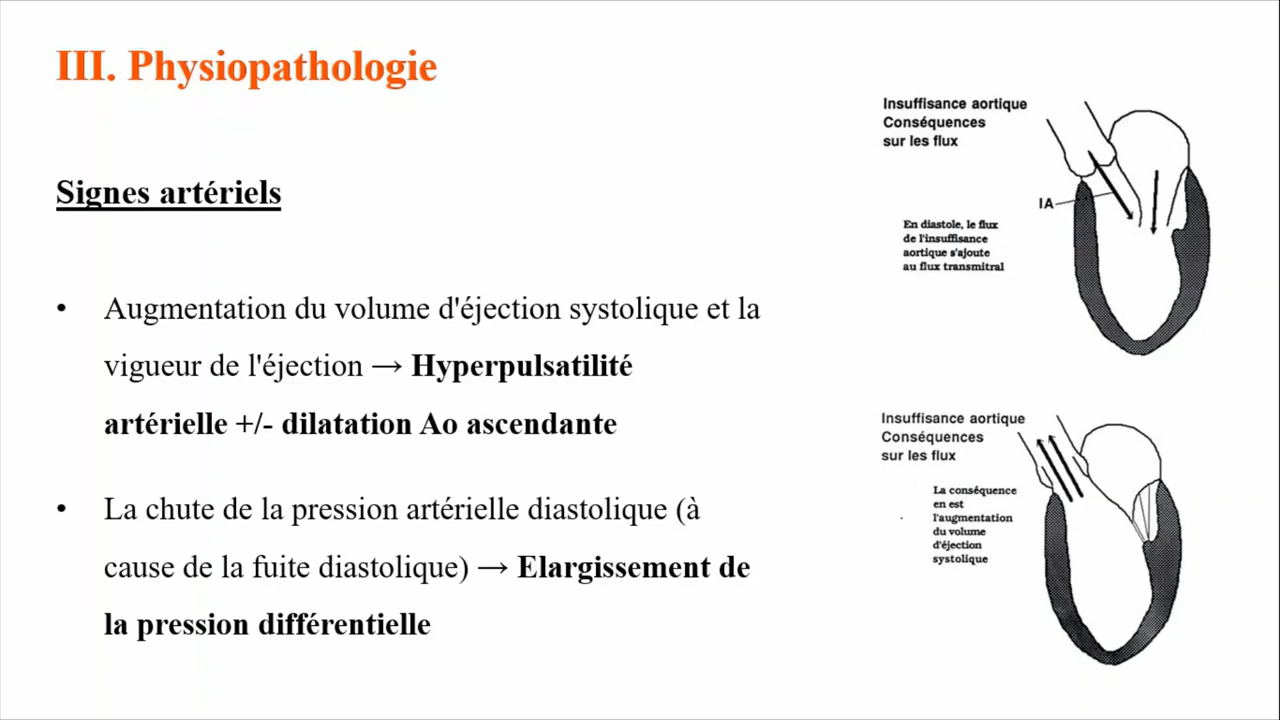 III. Physiopathologie
Signes artériels
• Augmentation du volume d'éjection systolique et la
vigueur de l'éjection → Hyperpulsatilité
artérielle +/- dilatation Ao ascendante
• La chute de la pression artérielle diastolique (à
cause de la fuite diastolique) → Elargissement de
la pression différentielle
Insuffisance aortique
Conséquences
sur les flux
IA
En diastole, le flux
de l'insuffisance
aortique s'ajoute
au flux transmitral
Insuffisance aortique
Conséquences
sur les flux
La conséquence
en est
l'augmentation
du volume
d'éjection
systolique